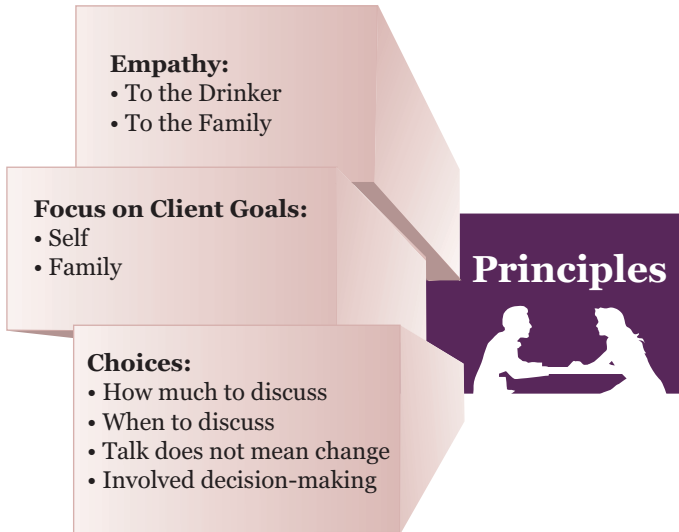 Empathy:
• To the Drinker
• To the Family
Focus on Client Goals:
• Self
• Family
Choices:
• How much to discuss
• When to discuss
• Talk does not mean change
• Involved decision-making
Principles